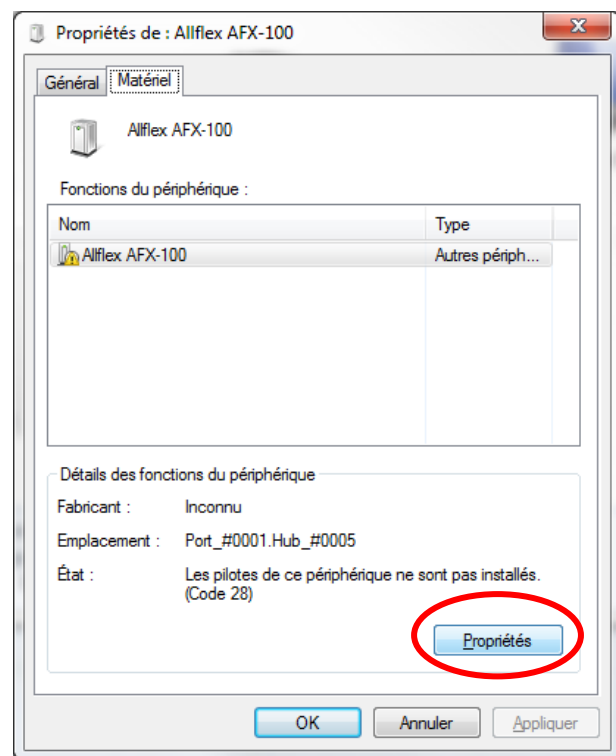 Propriétés de : Allflex AFX-100
Général
Matériel
Allflex AFX-100
Fonctions du périphérique :
Nom
Type
Allflex AFX-100
Autres périph...
Détails des fonctions du périphérique
Fabricant :
Inconnu
Emplacement :
Port_#0001.Hub_#0005
État :
Les pilotes de ce périphérique ne sont pas installés.
(Code 28)
Propriétés
OK
Annuler
Appliquer